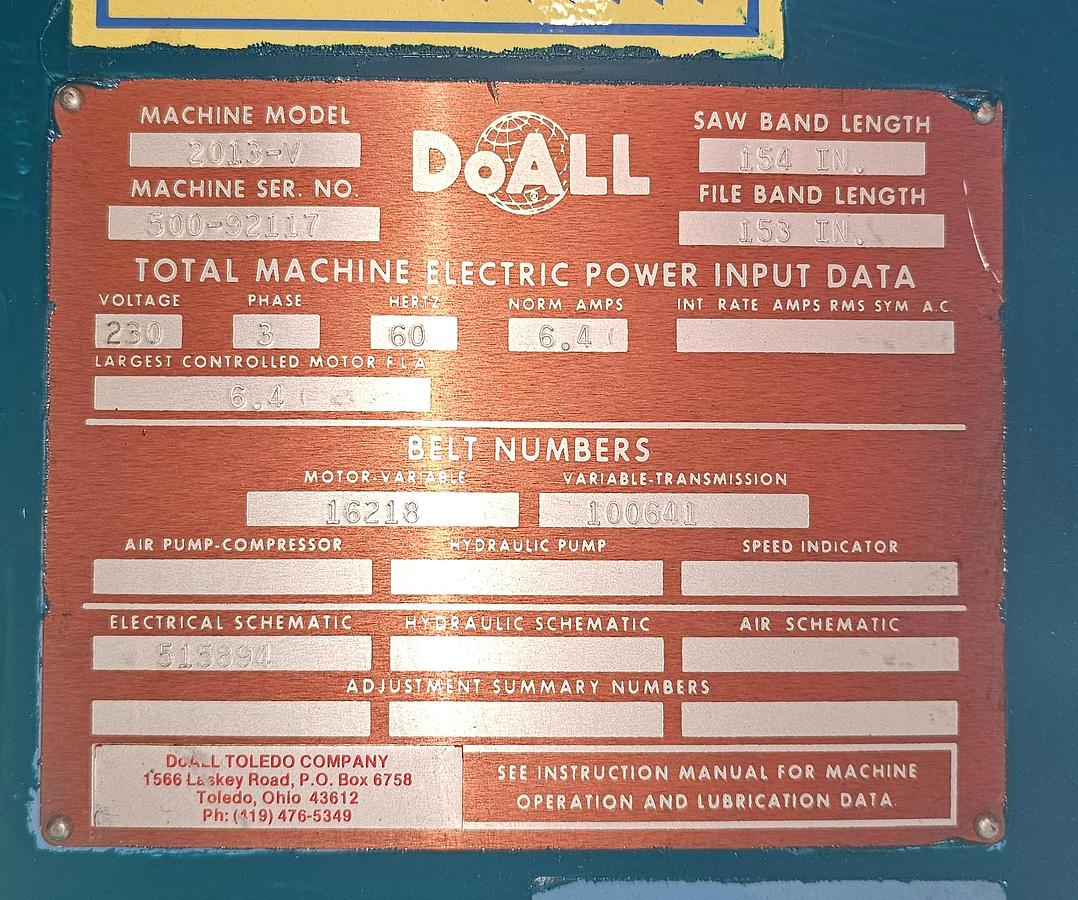 MACHINE MODEL
2013-V
MACHINE SER. NO.
500-92117
DoALL
SAW BAND LENGTH
154 IN.
FILE BAND LENGTH
153 IN.
TOTAL MACHINE ELECTRIC POWER INPUT DATA
VOLTAGE PHASE HERTZ NORM AMPS INT RATE AMPS RMS SYM A.C.
230 3 60 6.4
LARGEST CONTROLLED MOTOR F L A
6.4
BELT NUMBERS
MOTOR-VARIABLE VARIABLE-TRANSMISSION
16218 100641
AIR PUMP-COMPRESSOR HYDRAULIC PUMP SPEED INDICATOR
ELECTRICAL SCHEMATIC HYDRAULIC SCHEMATIC AIR SCHEMATIC
515894
ADJUSTMENT SUMMARY NUMBERS
DoALL TOLEDO COMPANY
1566 Laskey Road, P.O. Box 6758
Toledo, Ohio 43612
Ph: (419) 476-5349
SEE INSTRUCTION MANUAL FOR MACHINE
OPERATION AND LUBRICATION DATA